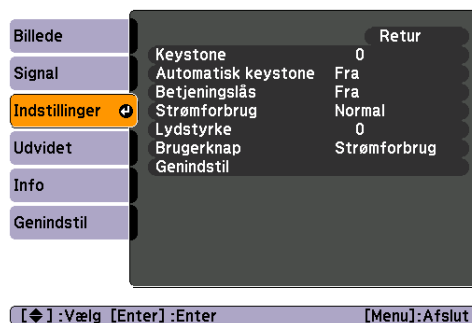 Billede
Signal
Indstillinger
Udvidet
Info
Genindstil
Retur
Keystone 0
Automatisk keystone Fra
Betjeningslås Fra
Strømforbrug Normal
Lydstyrke 0
Brugerknap Strømforbrug
Genindstil
[◆] :Vælg [Enter] :Enter [Menu]:Afslut